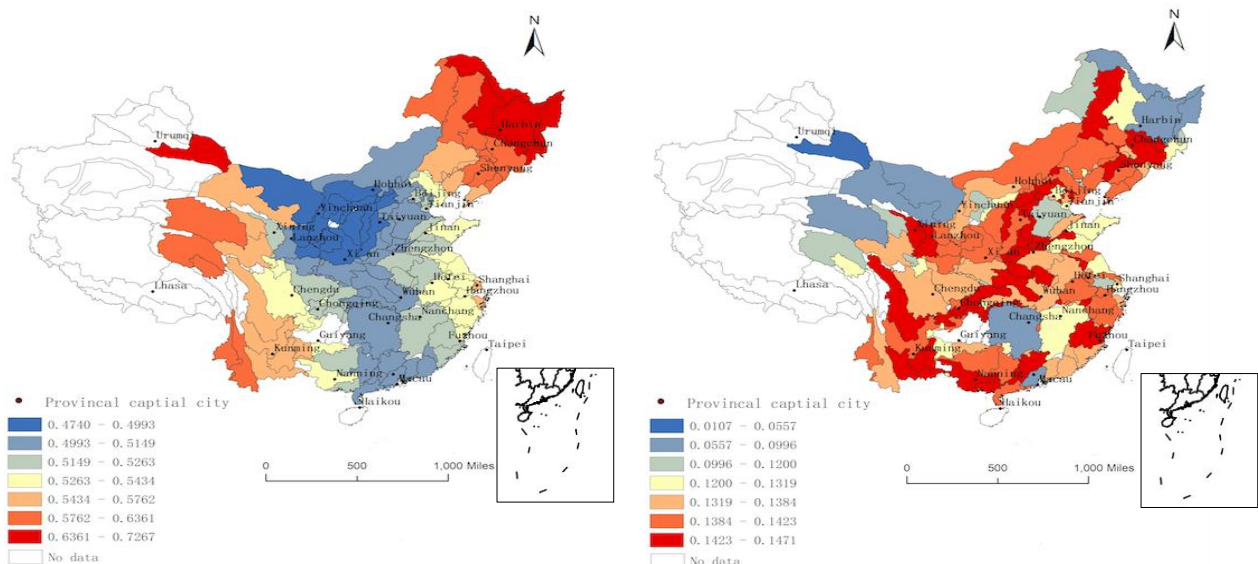 N
Urumqi
Harbin
Changchun
Shenyang
Hohhot
Beijing
Tianjin
Yinchuan
Taiyuan
Xining
Lanzhou
Jinan
Zhengzhou
Xi'an
Hefei
Shanghai
Lhasa
Chengdu
Wuhan
Hangzhou
Chongqing
Nanchang
Changsha
Guiyang
Fuzhou
Taipei
Kunming
Nanning
Macau
Haikou
Provincal captial city
0.4740 - 0.4993
0.4993 - 0.5149
0.5149 - 0.5263
0.5263 - 0.5434
0.5434 - 0.5762
0.5762 - 0.6361
0.6361 - 0.7267
No data
0 500 1,000 Miles
N
Urumqi
Harbin
Changchun
Shenyang
Hohhot
Beijing
Tianjin
Yinchuan
Taiyuan
Xining
Lanzhou
Jinan
Zhengzhou
Xi'an
Hefei
Shanghai
Lhasa
Chengdu
Wuhan
Hangzhou
Chongqing
Nanchang
Changsha
Guiyang
Fuzhou
Taipei
Kunming
Nanning
Macau
Haikou
Provincal captial city
0.0107 - 0.0557
0.0557 - 0.0996
0.0996 - 0.1200
0.1200 - 0.1319
0.1319 - 0.1384
0.1384 - 0.1423
0.1423 - 0.1471
No data
0 500 1,000 Miles